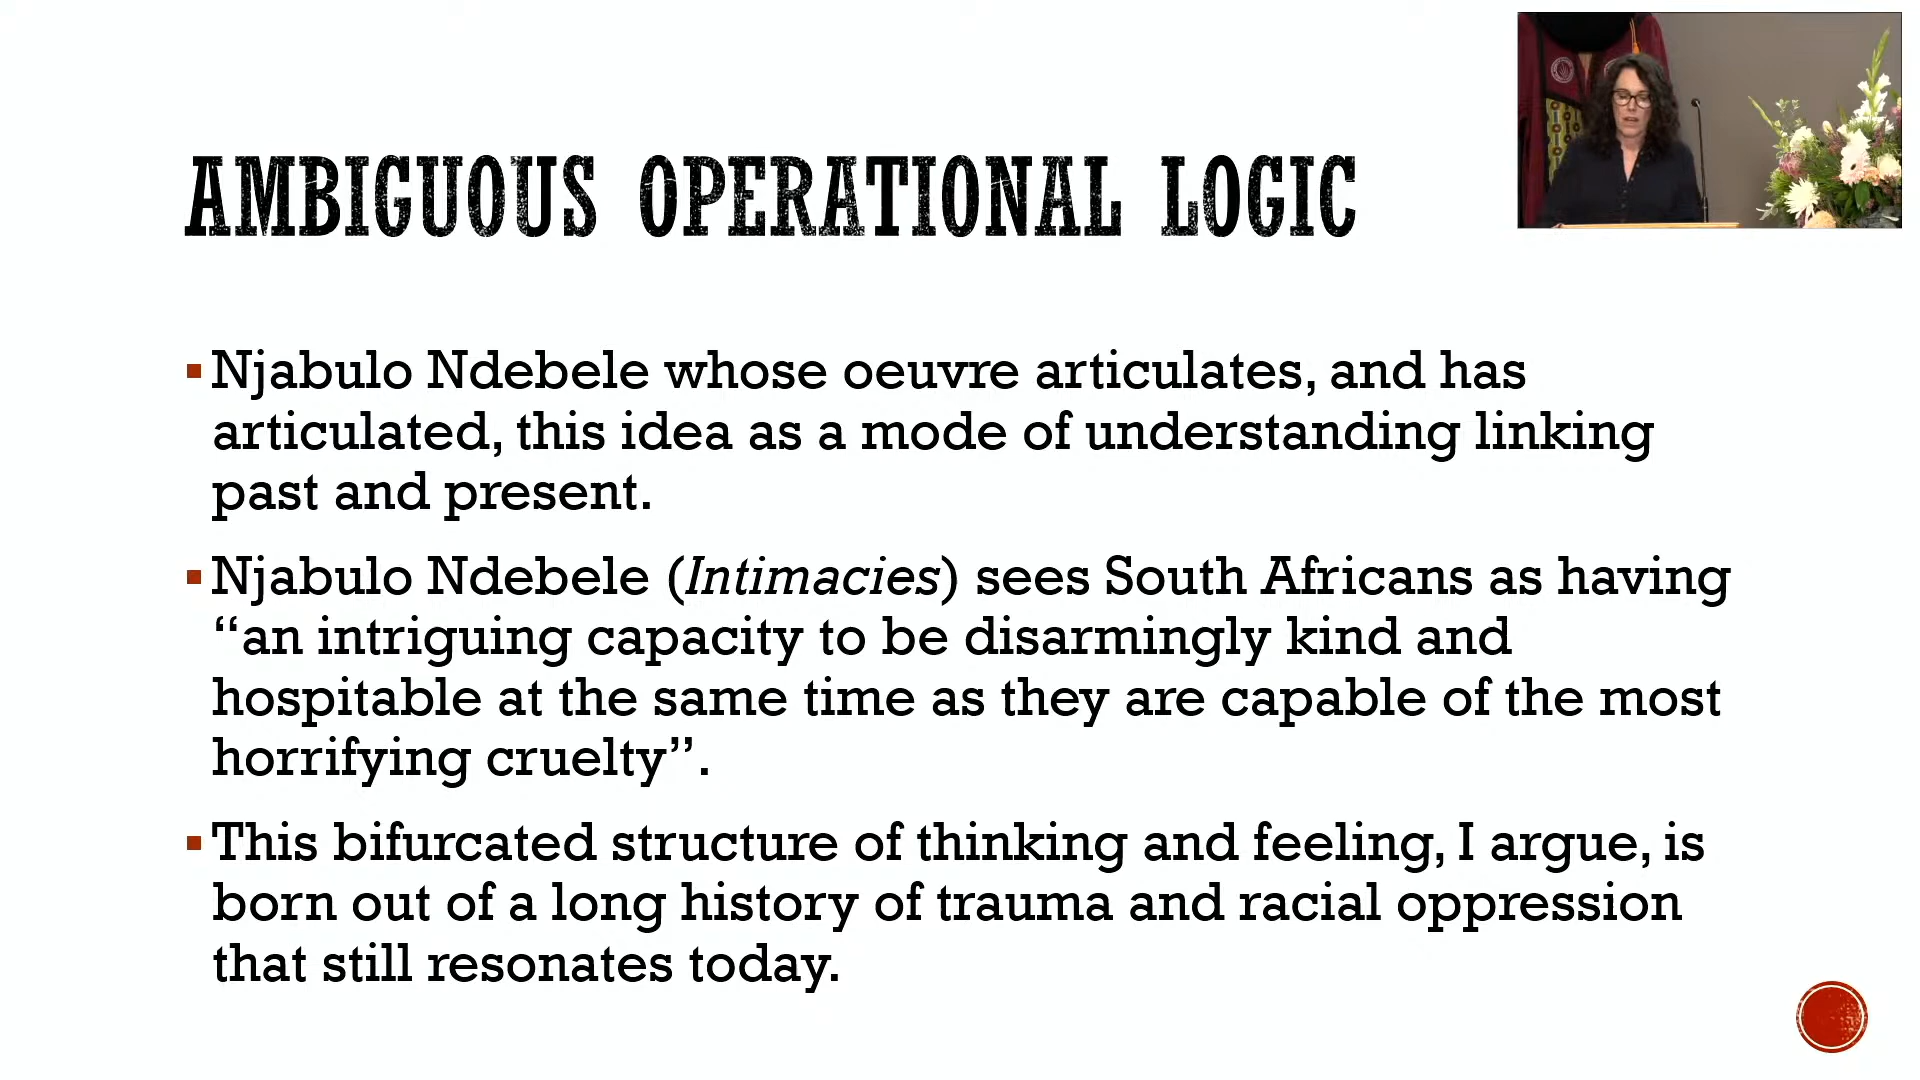 AMBIGUOUS OPERATIONAL LOGIC
Njabulo Ndebele whose oeuvre articulates, and has
articulated, this idea as a mode of understanding linking
past and present.
Njabulo Ndebele (Intimacies) sees South Africans as having
“an intriguing capacity to be disarmingly kind and
hospitable at the same time as they are capable of the most
horrifying cruelty”.
This bifurcated structure of thinking and feeling, I argue, is
born out of a long history of trauma and racial oppression
that still resonates today.